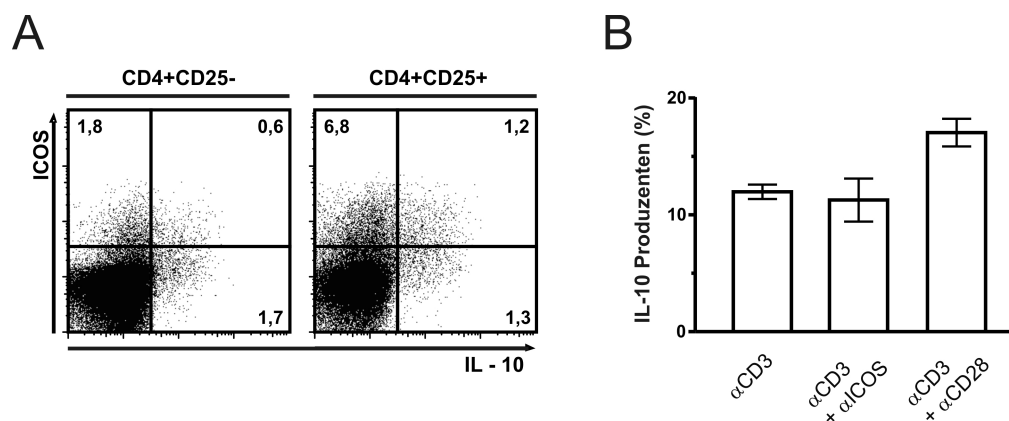 A
CD4+CD25-
CD4+CD25+
ICOS
1,8
0,6
1,7
6,8
1,2
1,3
IL - 10
B
IL-10 Produzenten (%)
20
10
0
αCD3
αCD3
+ αICOS
αCD3
+ αCD28